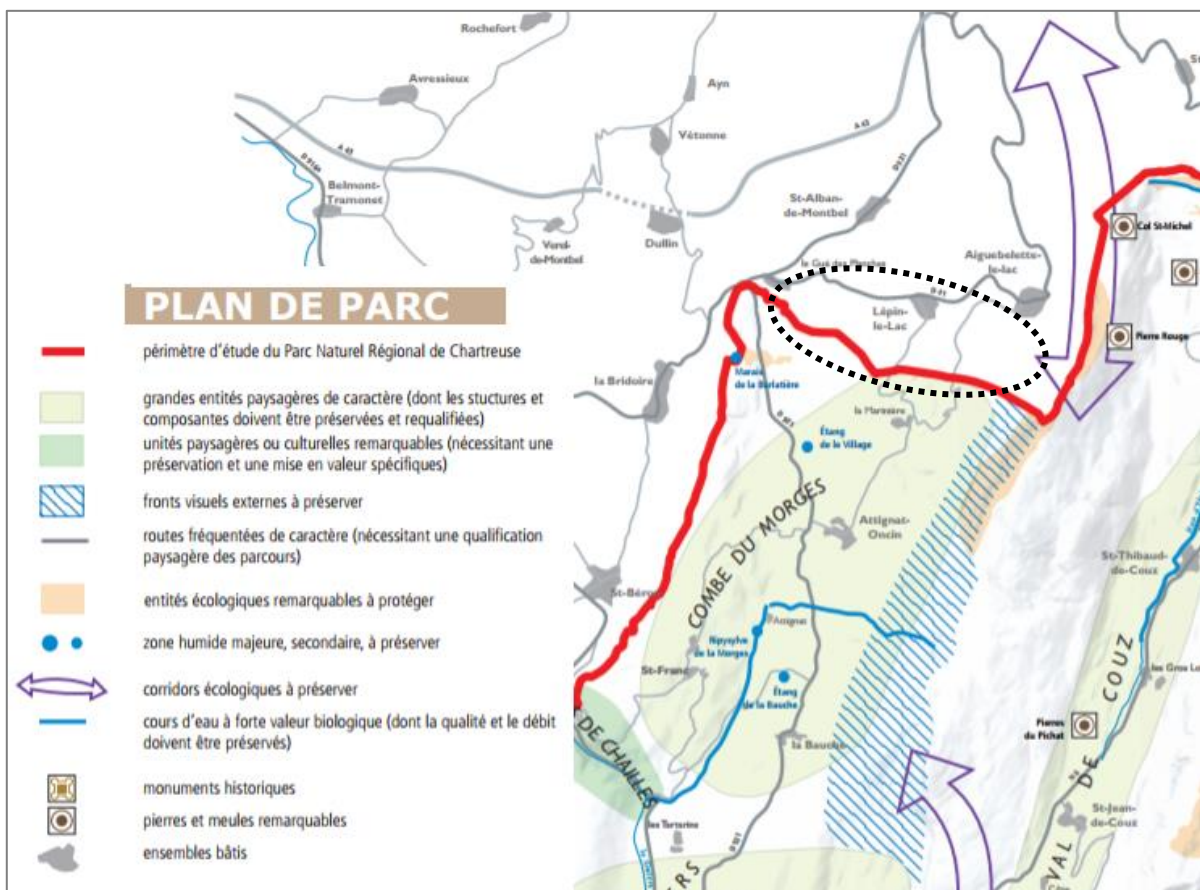 Rochefort
Avressieux
Ayn
A 43
Vétonne
A 43
D 921
Belmont-
Tramonet
St-Alban-
de-Montbel
Verel-
de-Montbel
Dullin
Col St-Michel
Aiguebelette-
le-lac
Lépin-
le-Lac
Pierre Rouge
PLAN DE PARC
périmètre d'étude du Parc Naturel Régional de Chartreuse
grandes entités paysagères de caractère (dont les stuctures et
composantes doivent être préservées et requalifiées)
unités paysagères ou culturelles remarquables (nécessitant une
préservation et une mise en valeur spécifiques)
fronts visuels externes à préserver
routes fréquentées de caractère (nécessitant une qualification
paysagère des parcours)
entités écologiques remarquables à protéger
zone humide majeure, secondaire, à préserver
corridors écologiques à préserver
cours d'eau à forte valeur biologique (dont la qualité et le débit
doivent être préservés)
monuments historiques
pierres et meules remarquables
ensembles bâtis
la Bridoire
Marais
de la
Étang
de le Village
COMBE DU MORGES
Attignat-
Oncin
St-Thibaud-
de-Couz
Ripysylve
de la Morges
Étang
de la Bauche
la Bauche
DE CHAILLES
Pierres
du Pichat
VAL DE COUZ
St-Jean-
de-Couz
ERS